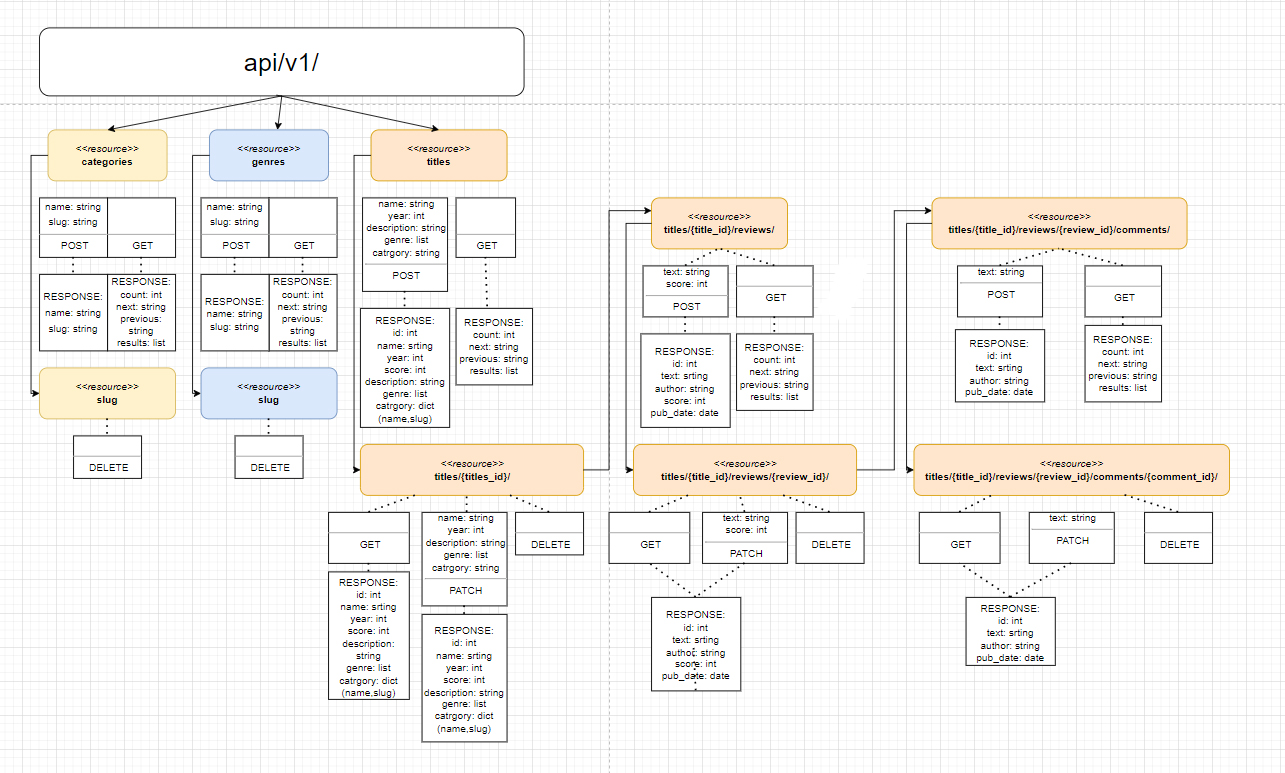 api/v1/
<<resource>>
categories
<<resource>>
genres
<<resource>>
titles
name: string
slug: string
POST
GET
RESPONSE:
name: string
slug: string
RESPONSE:
count: int
next: string
previous:
string
results: list
<<resource>>
slug
DELETE
name: string
slug: string
POST
GET
RESPONSE:
name: string
slug: string
RESPONSE:
count: int
next: string
previous:
string
results: list
<<resource>>
slug
DELETE
name: string
year: int
description: string
genre: list
catrgory: string
POST
GET
RESPONSE:
id: int
name: srting
year: int
score: int
description: string
genre: list
catrgory: dict
(name,slug)
RESPONSE:
count: int
next: string
previous: string
results: list
<<resource>>
titles/{titles_id}/
GET
name: string
year: int
description: string
genre: list
catrgory: string
PATCH
DELETE
RESPONSE:
id: int
name: srting
year: int
score: int
description:
string
genre: list
catrgory: dict
(name,slug)
RESPONSE:
id: int
name: srting
year: int
score: int
description: string
genre: list
catrgory: dict
(name,slug)
<<resource>>
titles/{title_id}/reviews/
text: string
score: int
POST
GET
RESPONSE:
id: int
text: srting
author: string
score: int
pub_date: date
RESPONSE:
count: int
next: string
previous: string
results: list
<<resource>>
titles/{title_id}/reviews/{review_id}/
GET
text: string
score: int
PATCH
DELETE
RESPONSE:
id: int
text: srting
author: string
score: int
pub_date: date
<<resource>>
titles/{title_id}/reviews/{review_id}/comments/
text: string
POST
GET
RESPONSE:
id: int
text: srting
author: string
pub_date: date
RESPONSE:
count: int
next: string
previous: string
results: list
<<resource>>
titles/{title_id}/reviews/{review_id}/comments/{comment_id}/
GET
text: string
PATCH
DELETE
RESPONSE:
id: int
text: srting
author: string
pub_date: date